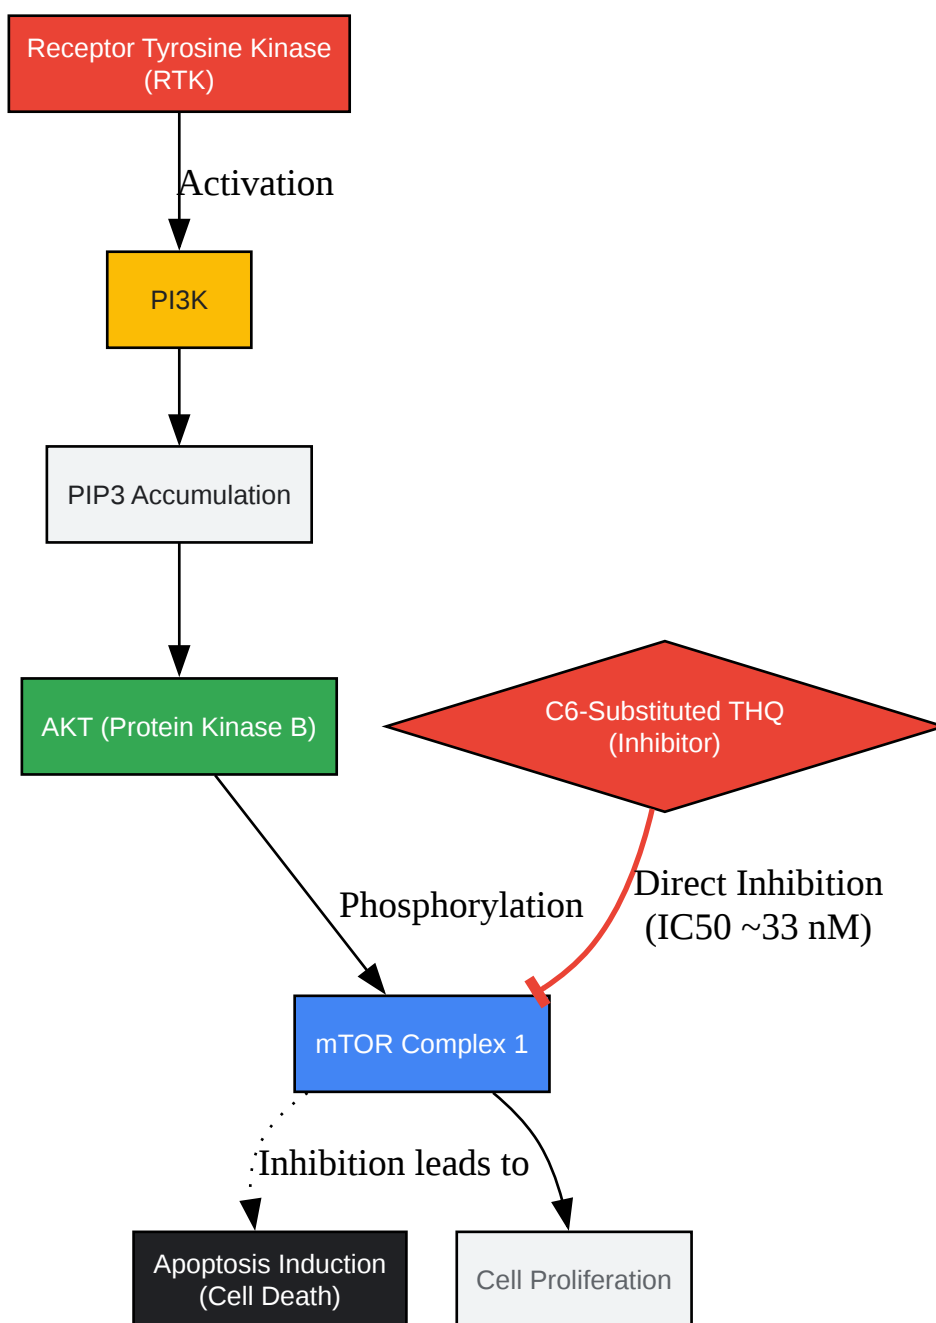 Receptor Tyrosine Kinase
(RTK)
Activation
PI3K
PIP3 Accumulation
AKT (Protein Kinase B)
C6-Substituted THQ
(Inhibitor)
Phosphorylation
Direct Inhibition
(IC50 ~33 nM)
mTOR Complex 1
Inhibition leads to
Apoptosis Induction
(Cell Death)
Cell Proliferation